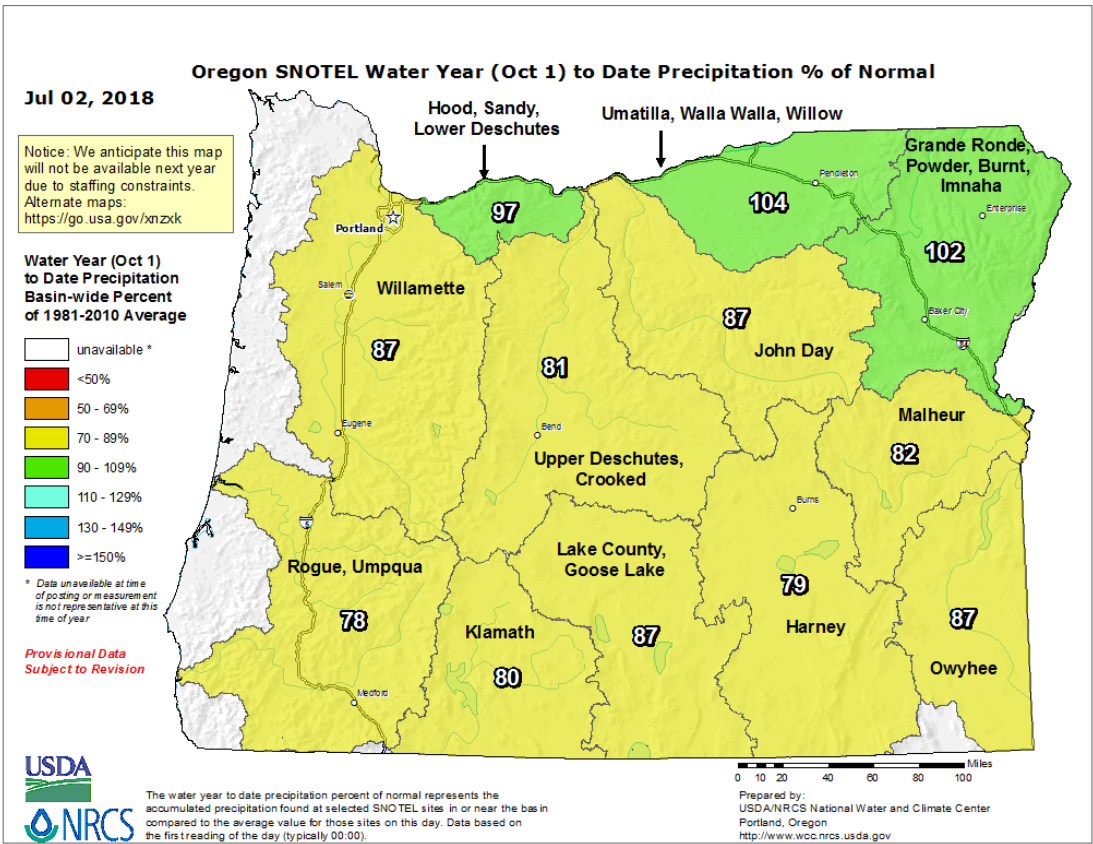 Oregon SNOTEL Water Year (Oct 1) to Date Precipitation % of Normal
Jul 02, 2018
Notice: We anticipate this map
will not be available next year
due to staffing constraints.
Alternate maps:
https://go.usa.gov/xnzxk
Water Year (Oct 1)
to Date Precipitation
Basin-wide Percent
of 1981-2010 Average
unavailable *
<50%
50 - 69%
70 - 89%
90 - 109%
110 - 129%
130 - 149%
>=150%
* Data unavailable at time
of posting or measurement
is not representative at this
time of year
Provisional Data
Subject to Revision
Hood, Sandy,
Lower Deschutes
97
Umatilla, Walla Walla, Willow
104
Pendleton
Grande Ronde,
Powder, Burnt,
Imnaha
Enterprise
102
Baker City
84
Portland
Salem
Willamette
87
Eugene
81
Bend
Upper Deschutes,
Crooked
87
John Day
Malheur
82
Burns
5
Rogue, Umpqua
78
Medford
Klamath
80
Lake County,
Goose Lake
87
79
Harney
87
Owyhee
USDA
NRCS
The water year to date precipitation percent of normal represents the
accumulated precipitation found at selected SNOTEL sites in or near the basin
compared to the average value for those sites on this day. Data based on
the first reading of the day (typically 00:00).
Miles
0 10 20 40 60 80 100
Prepared by:
USDA/NRCS National Water and Climate Center
Portland, Oregon
http://www.wcc.nrcs.usda.gov